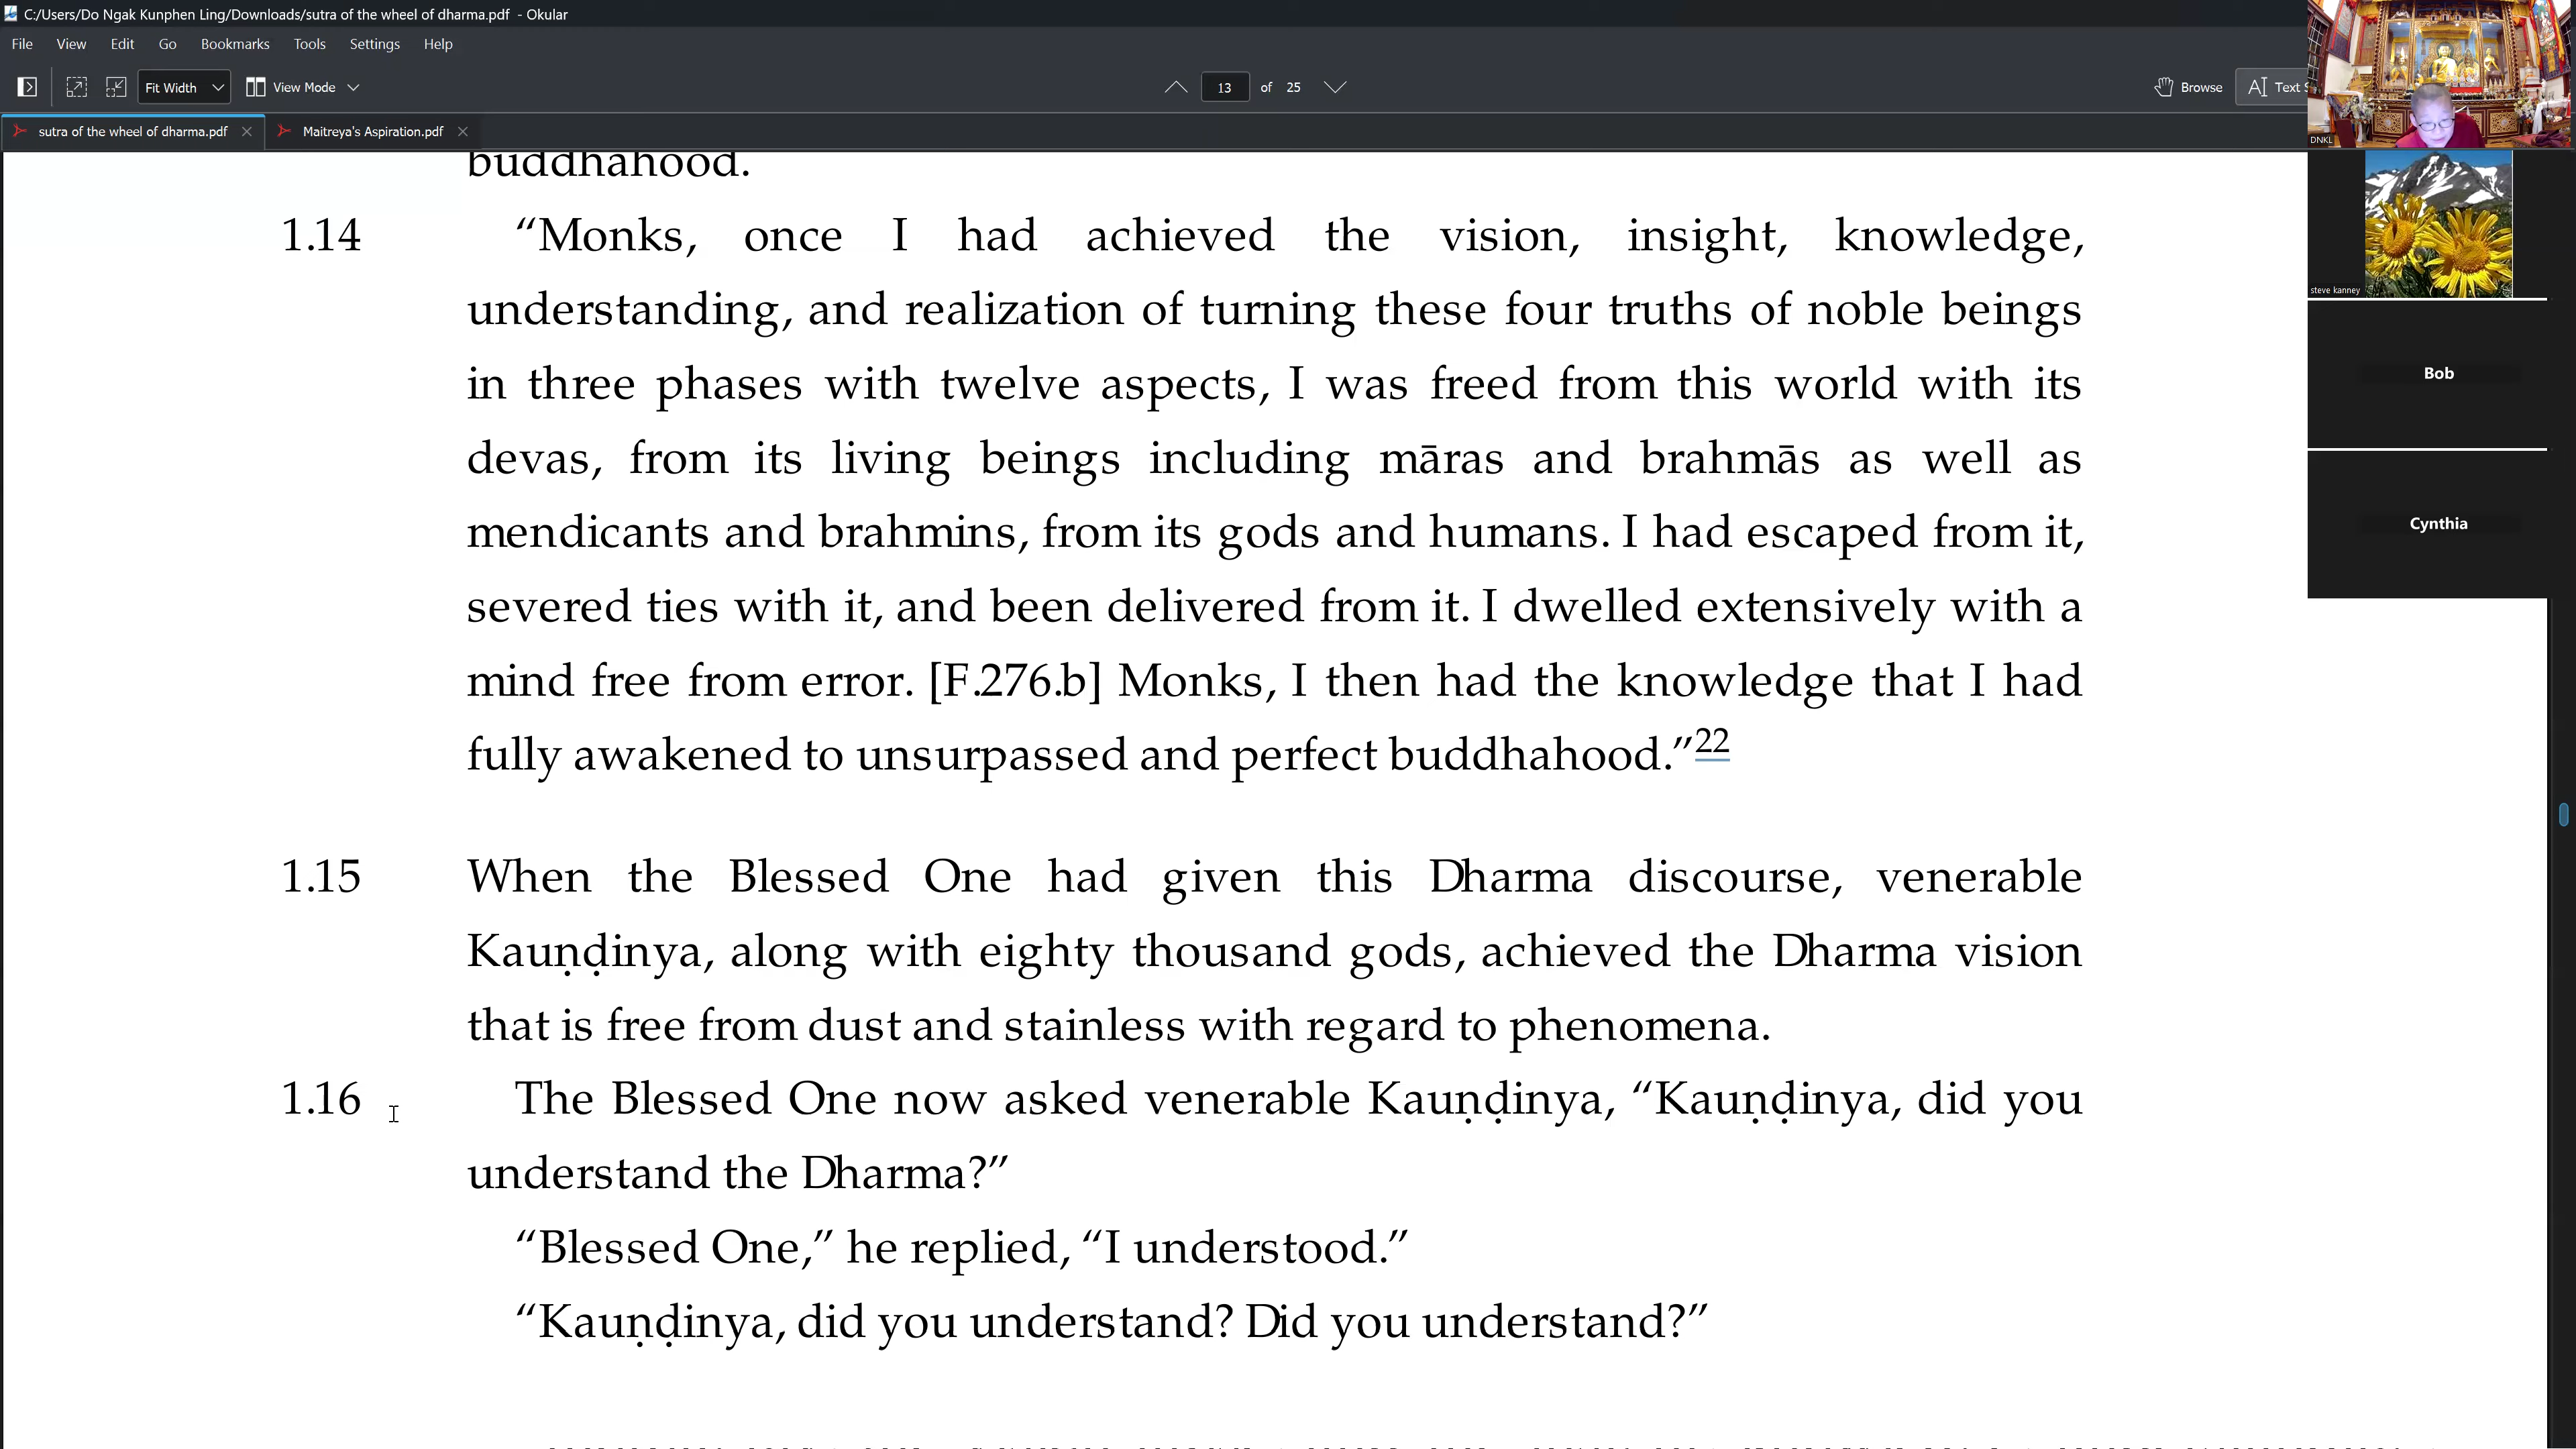 C:/Users/Do Ngak Kunphen Ling/Downloads/sutra of the wheel of dharma.pdf - Okular
File View Edit Go Bookmarks Tools Settings Help
Fit Width View Mode 13 of 25 Browse Text
sutra of the wheel of dharma.pdf Maitreya's Aspiration.pdf
DNKL
steve kanney
Bob
Cynthia
buddhahood.
1.14 “Monks, once I had achieved the vision, insight, knowledge,
understanding, and realization of turning these four truths of noble beings
in three phases with twelve aspects, I was freed from this world with its
devas, from its living beings including māras and brahmās as well as
mendicants and brahmins, from its gods and humans. I had escaped from it,
severed ties with it, and been delivered from it. I dwelled extensively with a
mind free from error. [F.276.b] Monks, I then had the knowledge that I had
fully awakened to unsurpassed and perfect buddhahood.”22
1.15 When the Blessed One had given this Dharma discourse, venerable
Kauṇḍinya, along with eighty thousand gods, achieved the Dharma vision
that is free from dust and stainless with regard to phenomena.
1.16 The Blessed One now asked venerable Kauṇḍinya, “Kauṇḍinya, did you
understand the Dharma?”
“Blessed One,” he replied, “I understood.”
“Kauṇḍinya, did you understand? Did you understand?”